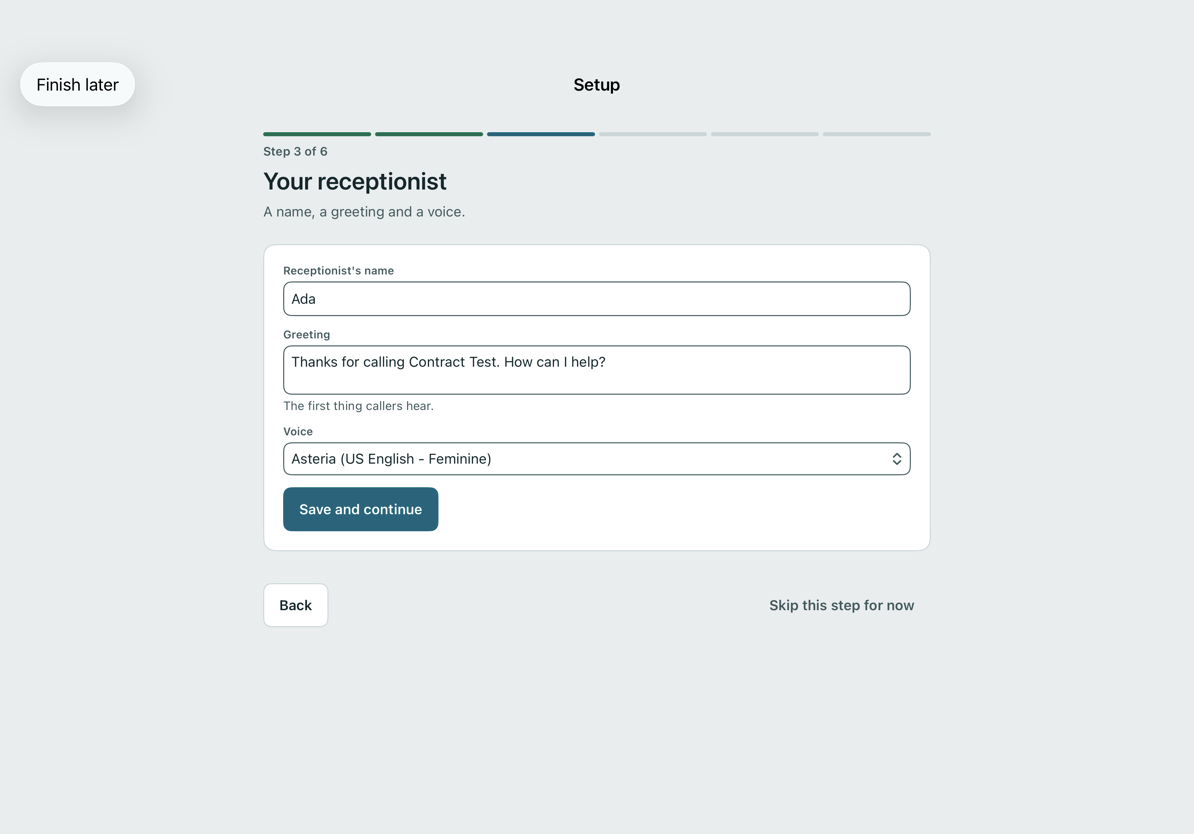 Finish later
Setup
Step 3 of 6
Your receptionist
A name, a greeting and a voice.
Receptionist's name
Ada
Greeting
Thanks for calling Contract Test. How can I help?
The first thing callers hear.
Voice
Asteria (US English - Feminine)
Save and continue
Back
Skip this step for now